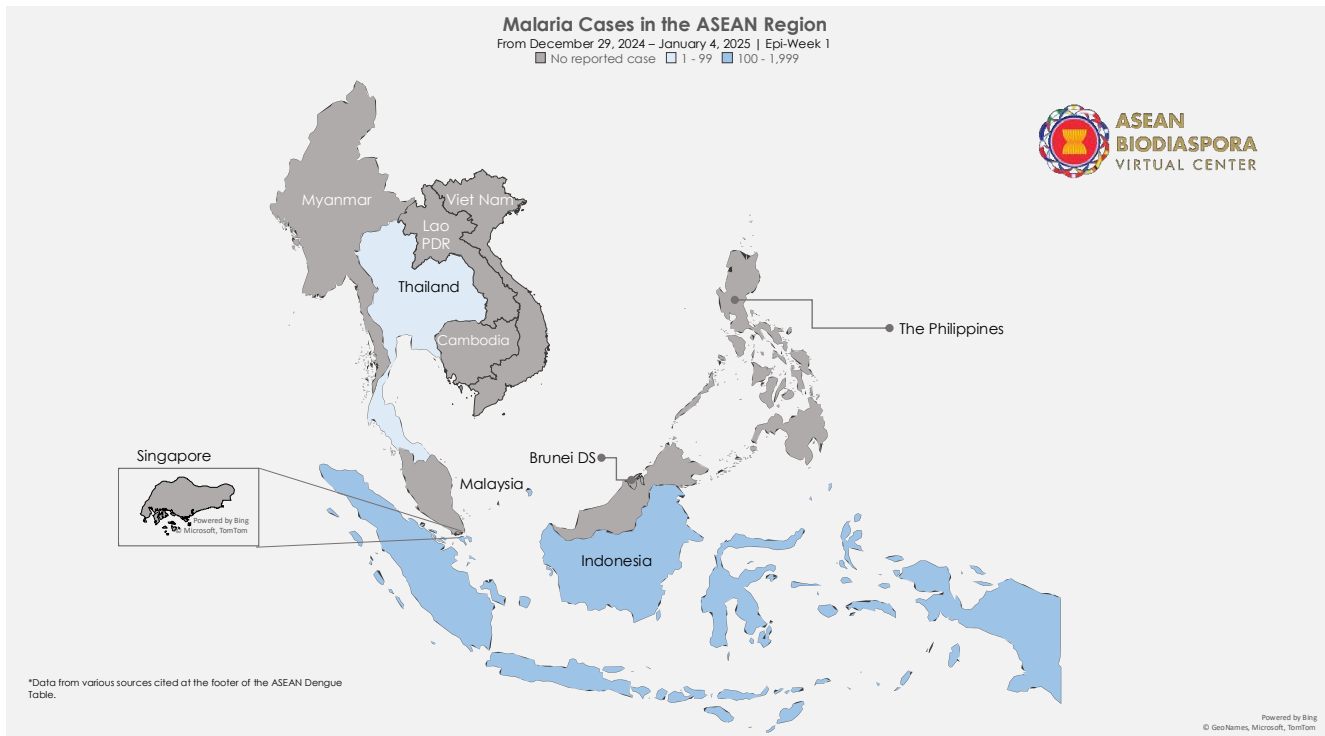 Malaria Cases in the ASEAN Region
From December 29, 2024 – January 4, 2025 | Epi-Week 1
No reported case 1 - 99 100 - 1,999
ASEAN
BIODIASPORA
VIRTUAL CENTER
Myanmar
Viet Nam
Lao
PDR
Thailand
Cambodia
The Philippines
Singapore
Powered by Bing
© Microsoft, TomTom
Brunei DS
Malaysia
Indonesia
*Data from various sources cited at the footer of the ASEAN Dengue
Table.
Powered by Bing
© GeoNames, Microsoft, TomTom